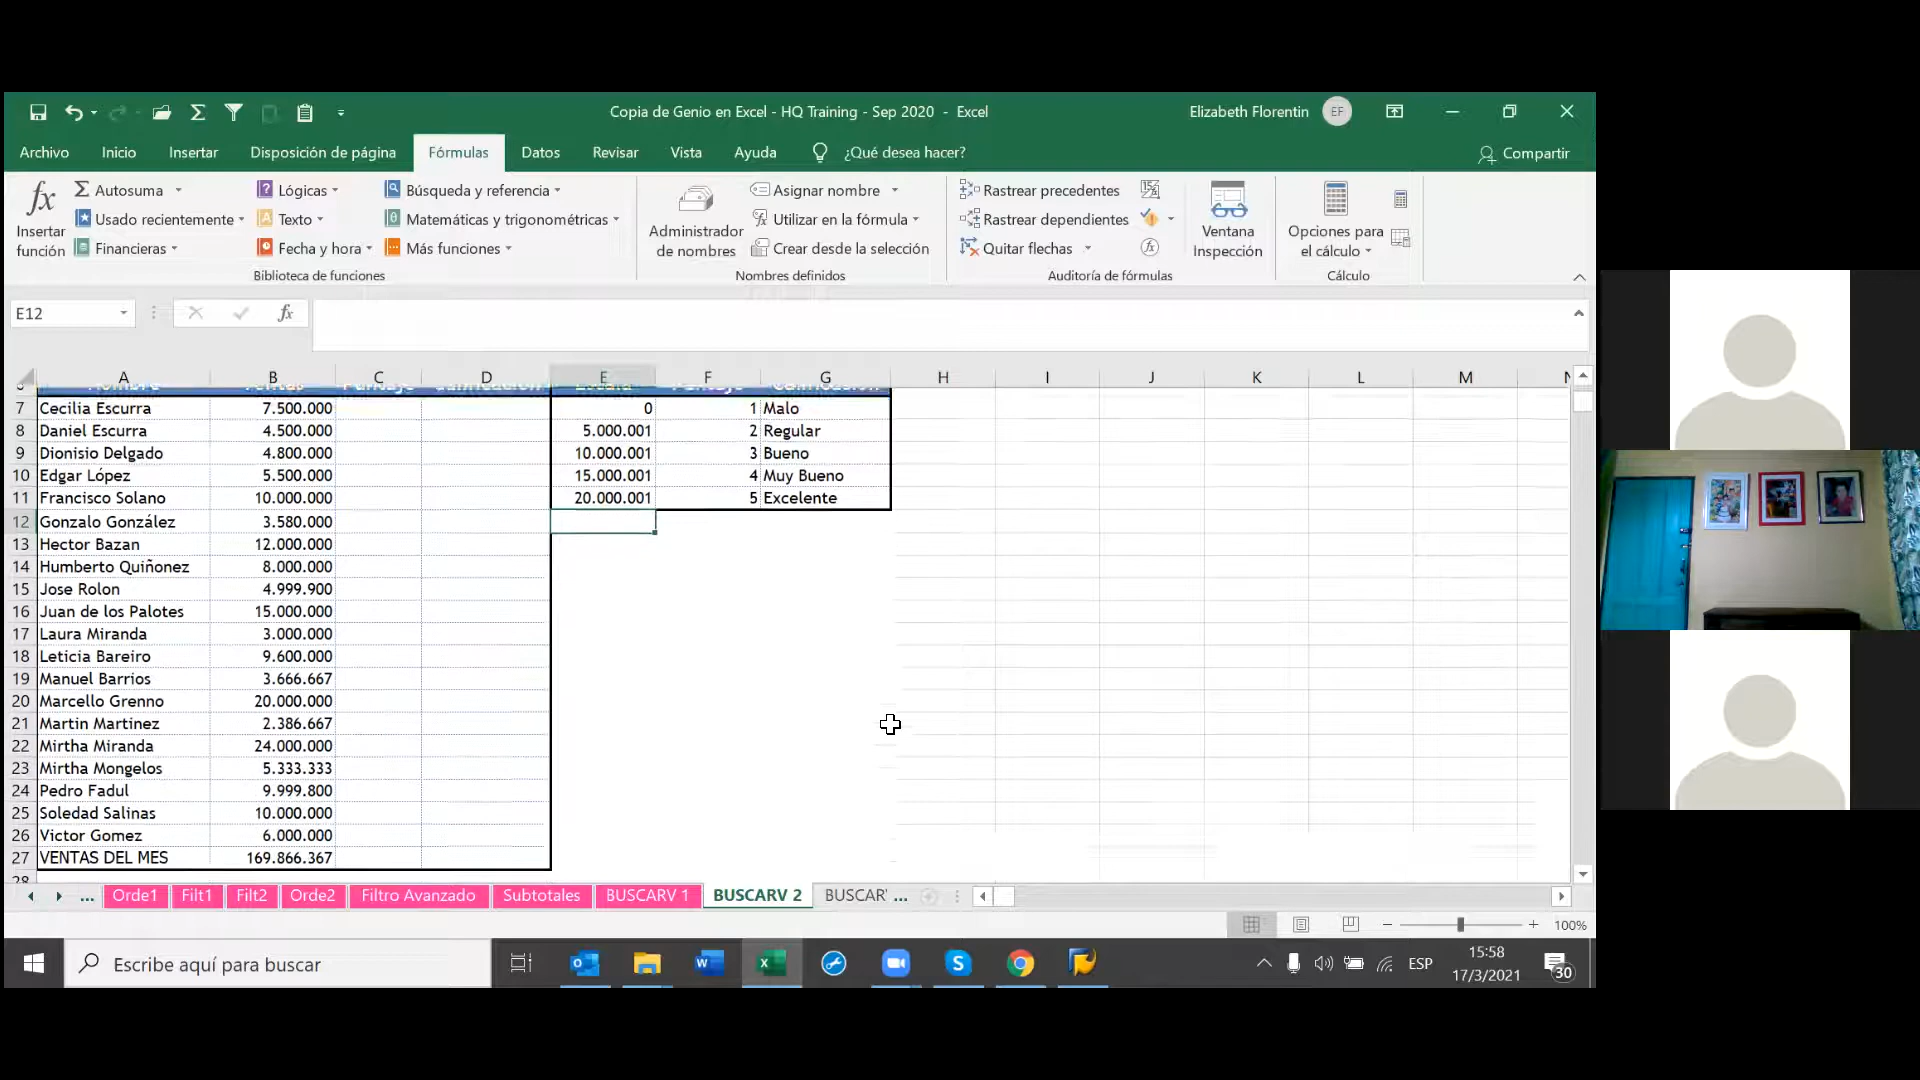 Copia de Genio en Excel - HQ Training - Sep 2020 - Excel
Elizabeth Florentin
EF
Archivo Inicio Insertar Disposición de página Fórmulas Datos Revisar Vista Ayuda ¿Qué desea hacer? Compartir
fx Insertar función
Autosuma
Usado recientemente
Financieras
Lógicas
Texto
Fecha y hora
Búsqueda y referencia
Matemáticas y trigonométricas
Más funciones
Biblioteca de funciones
Administrador de nombres
Asignar nombre
Utilizar en la fórmula
Crear desde la selección
Nombres definidos
Rastrear precedentes
Rastrear dependientes
Quitar flechas
Auditoría de fórmulas
Ventana Inspección
Opciones para el cálculo
Cálculo
E12
fx
A B C D E F G H I J K L M
7 Cecilia Escurra 7.500.000 0 1 Malo
8 Daniel Escurra 4.500.000 5.000.001 2 Regular
9 Dionisio Delgado 4.800.000 10.000.001 3 Bueno
10 Edgar López 5.500.000 15.000.001 4 Muy Bueno
11 Francisco Solano 10.000.000 20.000.001 5 Excelente
12 Gonzalo González 3.580.000
13 Hector Bazan 12.000.000
14 Humberto Quiñonez 8.000.000
15 Jose Rolon 4.999.900
16 Juan de los Palotes 15.000.000
17 Laura Miranda 3.000.000
18 Leticia Bareiro 9.600.000
19 Manuel Barrios 3.666.667
20 Marcello Grenno 20.000.000
21 Martin Martinez 2.386.667
22 Mirtha Miranda 24.000.000
23 Mirtha Mongelos 5.333.333
24 Pedro Fadul 9.999.800
25 Soledad Salinas 10.000.000
26 Victor Gomez 6.000.000
27 VENTAS DEL MES 169.866.367
... Orde1 Filt1 Filt2 Orde2 Filtro Avanzado Subtotales BUSCARV 1 BUSCARV 2 BUSCAR' ...
100%
Escribe aquí para buscar
ESP
15:58
17/3/2021
30